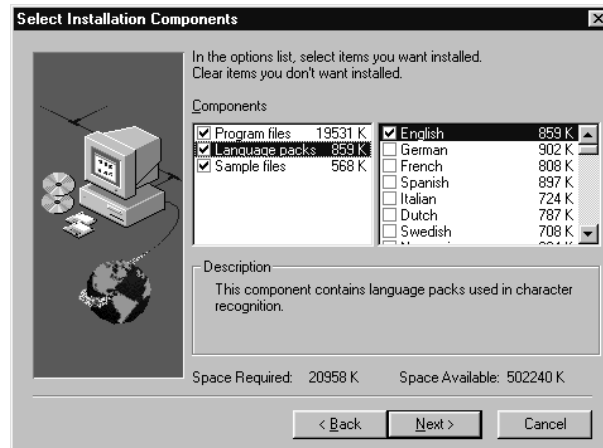 Select Installation Components
In the options list, select items you want installed.
Clear items you don't want installed.
Components
Program files 19531 K
Language packs 859 K
Sample files 568 K
English 859 K
German 902 K
French 808 K
Spanish 897 K
Italian 724 K
Dutch 787 K
Swedish 708 K
Description
This component contains language packs used in character
recognition.
Space Required: 20958 K Space Available: 502240 K
< Back Next > Cancel